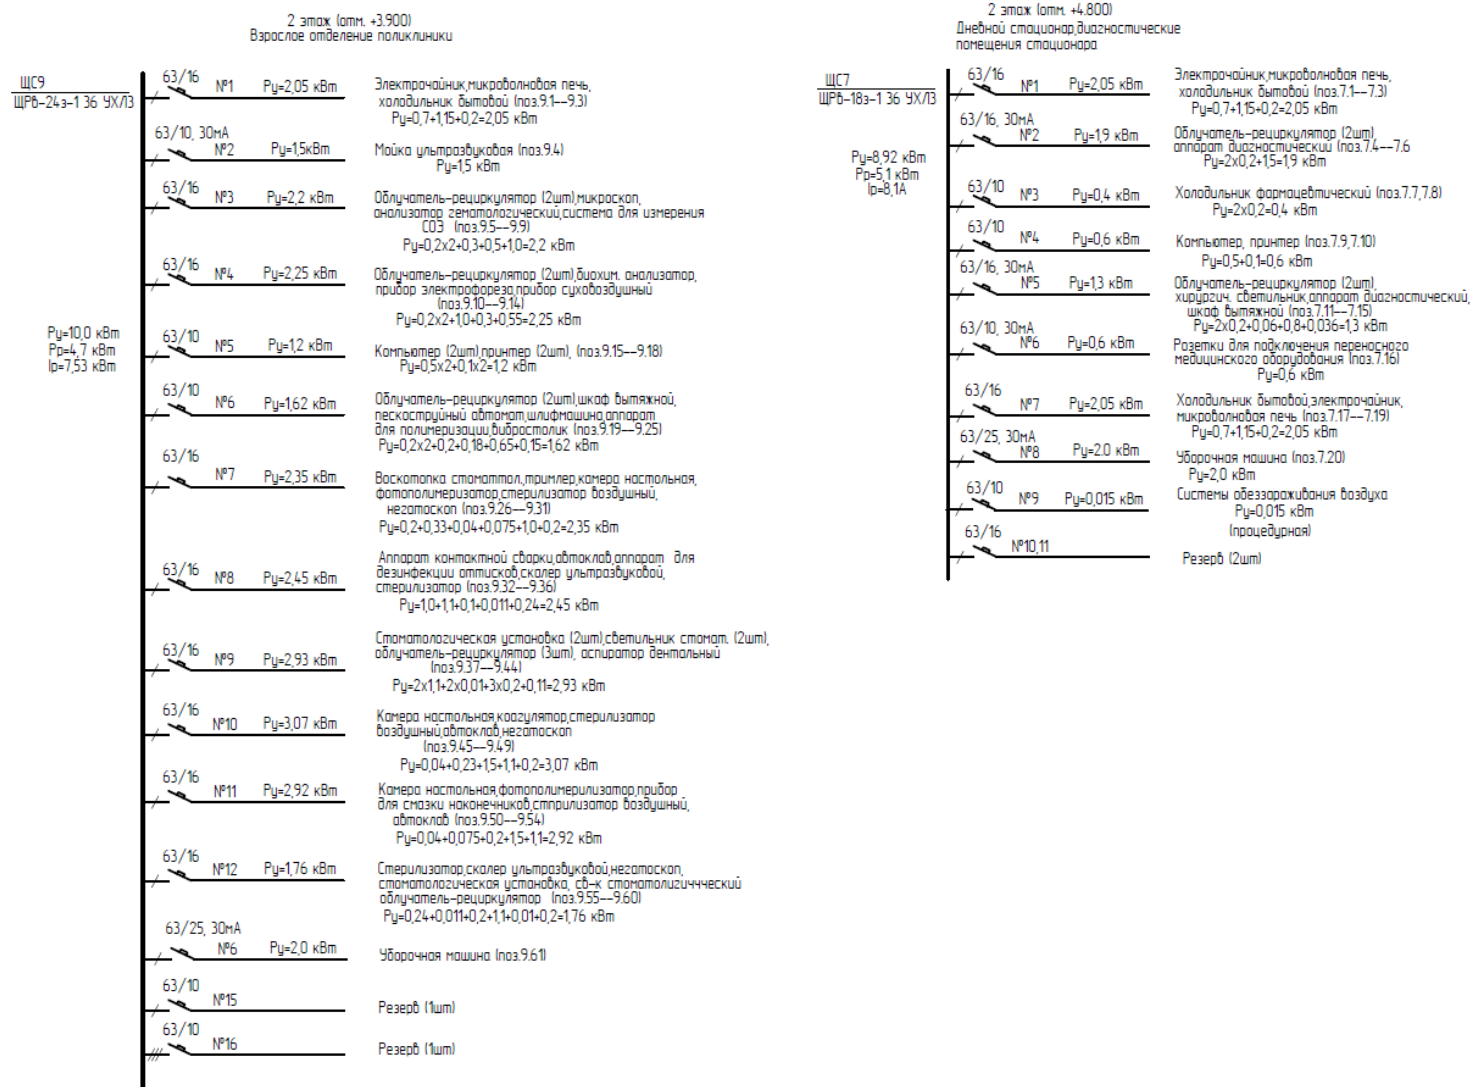 2 этаж (отм. +3.900)
Взрослое отделение поликлиники
ЩС9
ЩРв-24з-1 36 УХЛ3
Ру=10,0 кВт
Рр=4,7 кВт
Iр=7,53 кВт
63/16
№1
Ру=2,05 кВт
Электрочайник,микроволновая печь,
холодильник бытовой (поз.9.1--9.3)
Ру=0,7+1,15+0,2=2,05 кВт
63/10, 30мА
№2
Ру=1,5кВт
Мойка ультразвуковая (поз.9.4)
Ру=1,5 кВт
63/16
№3
Ру=2,2 кВт
Облучатель-рециркулятор (2шт),микроскоп,
анализатор гематологический,система для измерения
СОЭ (поз.9.5--9.9)
Ру=0,2х2+0,3+0,5+1,0=2,2 кВт
63/16
№4
Ру=2,25 кВт
Облучатель-рециркулятор (2шт),биохим. анализатор,
прибор электрофореза,прибор суховоздушный
(поз.9.10--9.14)
Ру=0,2х2+1,0+0,3+0,55=2,25 кВт
63/10
№5
Ру=1,2 кВт
Компьютер (2шт),принтер (2шт), (поз.9.15--9.18)
Ру=0,5х2+0,1х2=1,2 кВт
63/10
№6
Ру=1,62 кВт
Облучатель-рециркулятор (2шт),шкаф вытяжной,
пескоструйный автомат,шлифмашина,аппарат
для полимеризации,вибростолик (поз.9.19--9.25)
Ру=0,2х2+0,2+0,18+0,65+0,15=1,62 кВт
63/16
№7
Ру=2,35 кВт
Воскотопка стоматтол.,тримлер,камера настольная,
фотополимеризатор,стерилизатор воздушный,
негатоскоп (поз.9.26--9.31)
Ру=0,2+0,33+0,04+0,075+1,0+0,2=2,35 кВт
63/16
№8
Ру=2,45 кВт
Аппарат контактной сварки,автоклав,аппарат для
дезинфекции оттисков,скалер ультразвуковой,
стерилизатор (поз.9.32--9.36)
Ру=1,0+1,1+0,1+0,011+0,24=2,45 кВт
63/16
№9
Ру=2,93 кВт
Стоматологическая установка (2шт),светильник стомат. (2шт),
облучатель-рециркулятор (3шт), аспиратор дентальный
(поз.9.37--9.44)
Ру=2х1,1+2х0,01+3х0,2+0,11=2,93 кВт
63/16
№10
Ру=3,07 кВт
Камера настольная,коагулятор,стерилизатор
воздушный,автоклав,негатоскоп
(поз.9.45--9.49)
Ру=0,04+0,23+1,5+1,1+0,2=3,07 кВт
63/16
№11
Ру=2,92 кВт
Камера настольная,фотополимерилизатор,прибор
для смазки наконечников,стприлизатор воздушный,
автоклав (поз.9.50--9.54)
Ру=0,04+0,075+0,2+1,5+1,1=2,92 кВт
63/16
№12
Ру=1,76 кВт
Стерилизатор,скалер ультразвуковой,негатоскоп,
стоматологическая установка, св-к стоматолигичччеcкий
облучатель-рециркулятор (поз.9.55--9.60)
Ру=0,24+0,011+0,2+1,1+0,01+0,2=1,76 кВт
63/25, 30мА
№6
Ру=2,0 кВт
Уборочная машина (поз.9.61)
63/10
№15
Резерв (1шт)
63/10
№16
Резерв (1шт)
2 этаж (отм. +4.800)
Дневной стационар,диагностические
помещения стационара
ЩС7
ЩРв-18з-1 36 УХЛ3
Ру=8,92 кВт
Рр=5,1 кВт
Iр=8,1А
63/16
№1
Ру=2,05 кВт
Электрочайник,микроволновая печь,
холодильник бытовой (поз.7.1--7.3)
Ру=0,7+1,15+0,2=2,05 кВт
63/16, 30мА
№2
Ру=1,9 кВт
Облучатель-рециркулятор (2шт),
аппарат диагностический (поз.7.4--7.6
Ру=2х0,2+1,5=1,9 кВт
63/10
№3
Ру=0,4 кВт
Холодильник фармацевтический (поз.7.7,7.8)
Ру=2х0,2=0,4 кВт
63/10
№4
Ру=0,6 кВт
Компьютер, принтер (поз.7.9,7.10)
Ру=0,5+0,1=0,6 кВт
63/16, 30мА
№5
Ру=1,3 кВт
Облучатель-рециркулятор (2шт),
хирургич. светильник,аппарат диагностический,
шкаф вытяжной (поз.7.11--7.15)
Ру=2х0,2+0,06+0,8+0,036=1,3 кВт
63/10, 30мА
№6
Ру=0,6 кВт
Розетки для подключения переносного
медицинского оборудования (поз.7.16)
Ру=0,6 кВт
63/16
№7
Ру=2,05 кВт
Холодильник бытовой,электрочайник,
микроволновая печь (поз.7.17--7.19)
Ру=0,7+1,15+0,2=2,05 кВт
63/25, 30мА
№8
Ру=2.0 кВт
Уборочная машина (поз.7.20)
Ру=2,0 кВт
63/10
№9
Ру=0,015 кВт
Системы обеззараживания воздуха
Ру=0,015 кВт
(процедурная)
63/16
№10,11
Резерв (2шт)